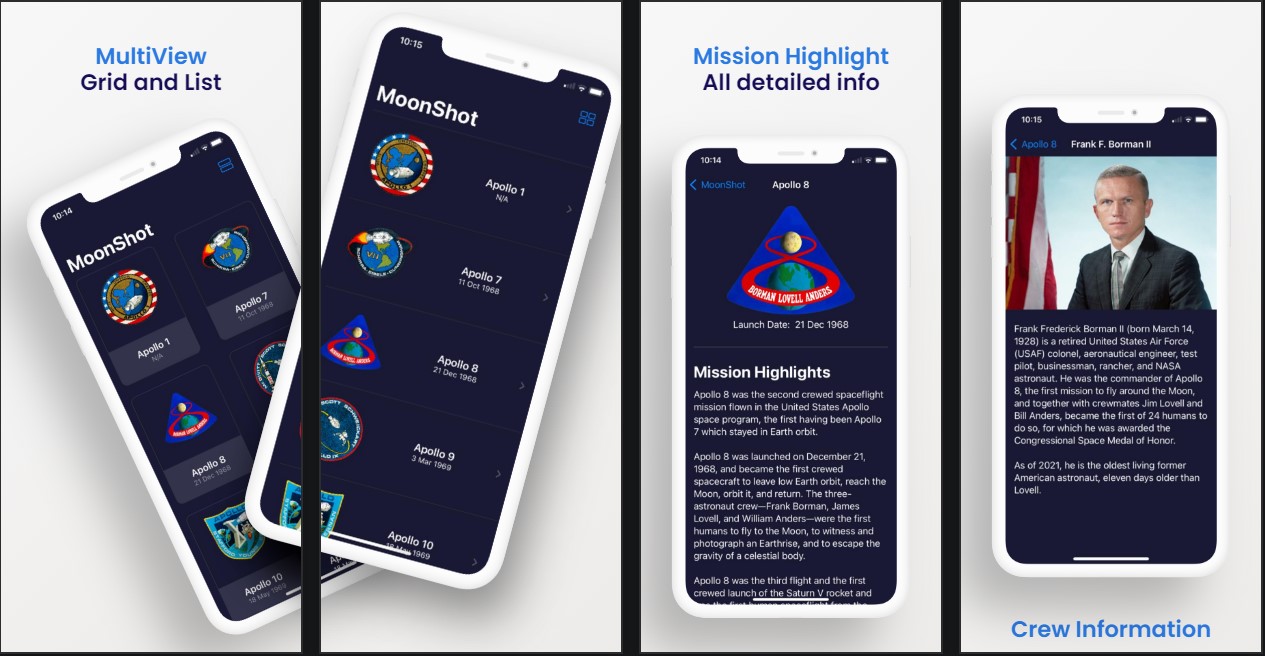 MultiView
Grid and List
10:14
MoonShot
Apollo 1
N/A
Apollo 7
11 Oct 1968
Apollo 8
21 Dec 1968
BORMAN LOVELL ANDERS
Apollo 10
18 May 1969
10:15
MoonShot
Apollo 1
N/A
Apollo 7
11 Oct 1968
VII
Apollo 8
21 Dec 1968
BORMAN LOVELL ANDERS
Apollo 9
3 Mar 1969
Apollo 10
18 May 1969
Mission Highlight
All detailed info
10:14
MoonShot
Apollo 8
BORMAN LOVELL ANDERS
Launch Date: 21 Dec 1968
Mission Highlights
Apollo 8 was the second crewed spaceflight
mission flown in the United States Apollo
space program, the first having been Apollo
7 which stayed in Earth orbit.
Apollo 8 was launched on December 21,
1968, and became the first crewed
spacecraft to leave low Earth orbit, reach the
Moon, orbit it, and return. The three-
astronaut crew—Frank Borman, James
Lovell, and William Anders—were the first
humans to fly to the Moon, to witness and
photograph an Earthrise, and to escape the
gravity of a celestial body.
Apollo 8 was the third flight and the first
crewed launch of the Saturn V rocket and
10:15
Apollo 8
Frank F. Borman II
Frank Frederick Borman II (born March 14,
1928) is a retired United States Air Force
(USAF) colonel, aeronautical engineer, test
pilot, businessman, rancher, and NASA
astronaut. He was the commander of Apollo
8, the first mission to fly around the Moon,
and together with crewmates Jim Lovell and
Bill Anders, became the first of 24 humans to
do so, for which he was awarded the
Congressional Space Medal of Honor.
As of 2021, he is the oldest living former
American astronaut, eleven days older than
Lovell.
Crew Information